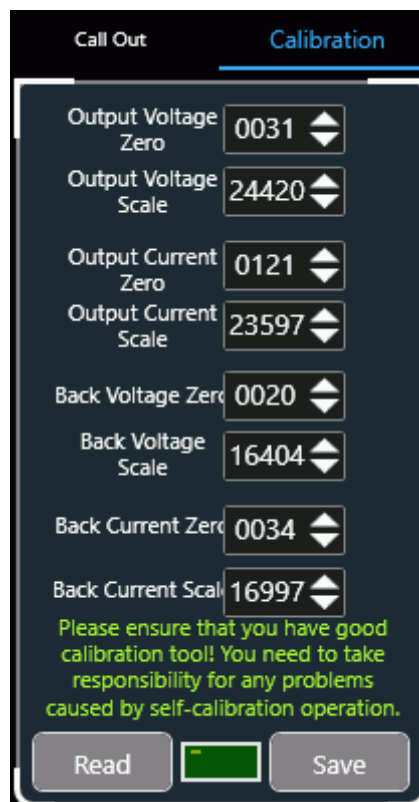 Call Out Calibration
Output Voltage
Zero
0031
Output Voltage
Scale
24420
Output Current
Zero
0121
Output Current
Scale
23597
Back Voltage Zero
0020
Back Voltage
Scale
16404
Back Current Zero
0034
Back Current Scal
16997
Please ensure that you have good
calibration tool! You need to take
responsibility for any problems
caused by self-calibration operation.
Read Save